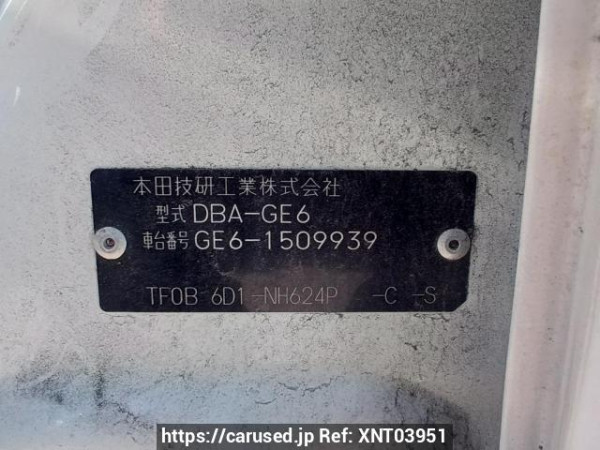 本田技研工業株式会社
型式 DBA-GE6
車台番号 GE6-1509939
TF0B 6D1-NH624P -C -S
https://carused.jp Ref: XNT03951